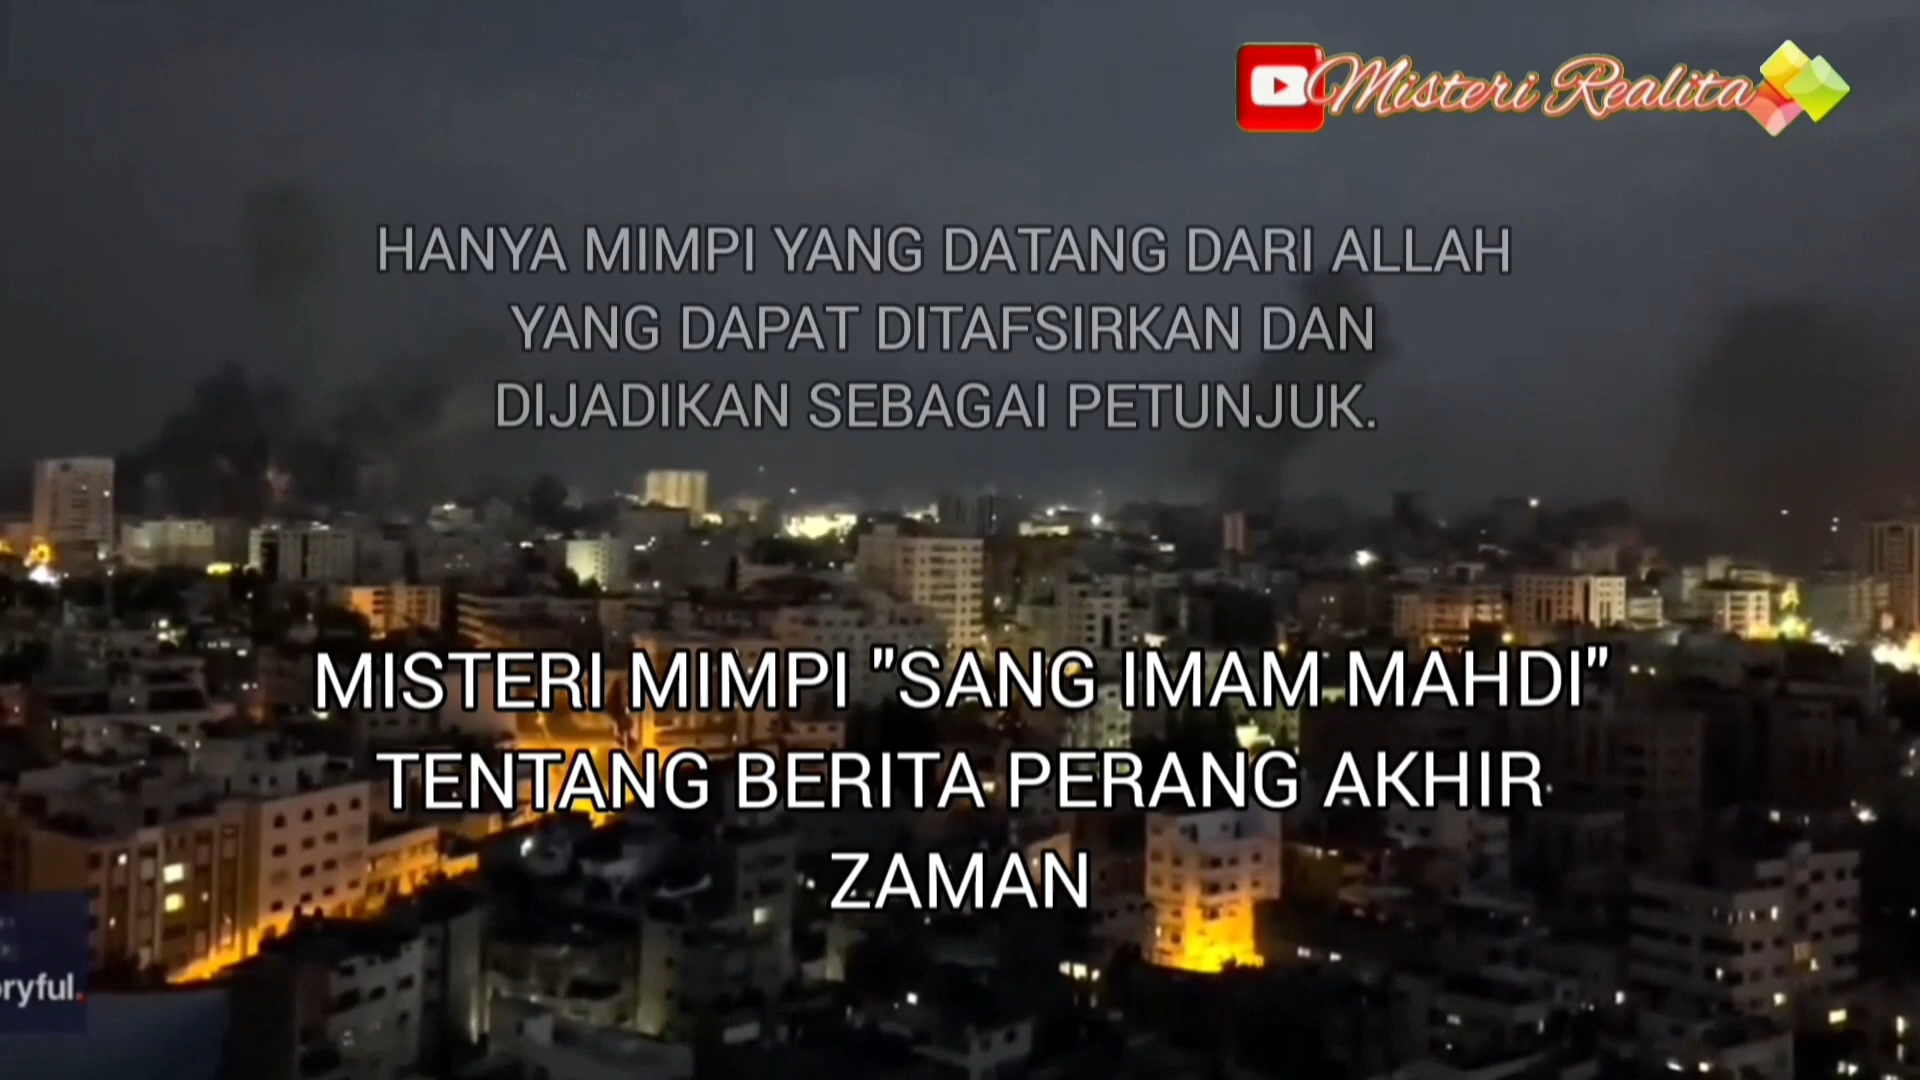 Misteri Realita
HANYA MIMPI YANG DATANG DARI ALLAH
YANG DAPAT DITAFSIRKAN DAN
DIJADIKAN SEBAGAI PETUNJUK.
MISTERI MIMPI "SANG IMAM MAHDI"
TENTANG BERITA PERANG AKHIR
ZAMAN
ryful.